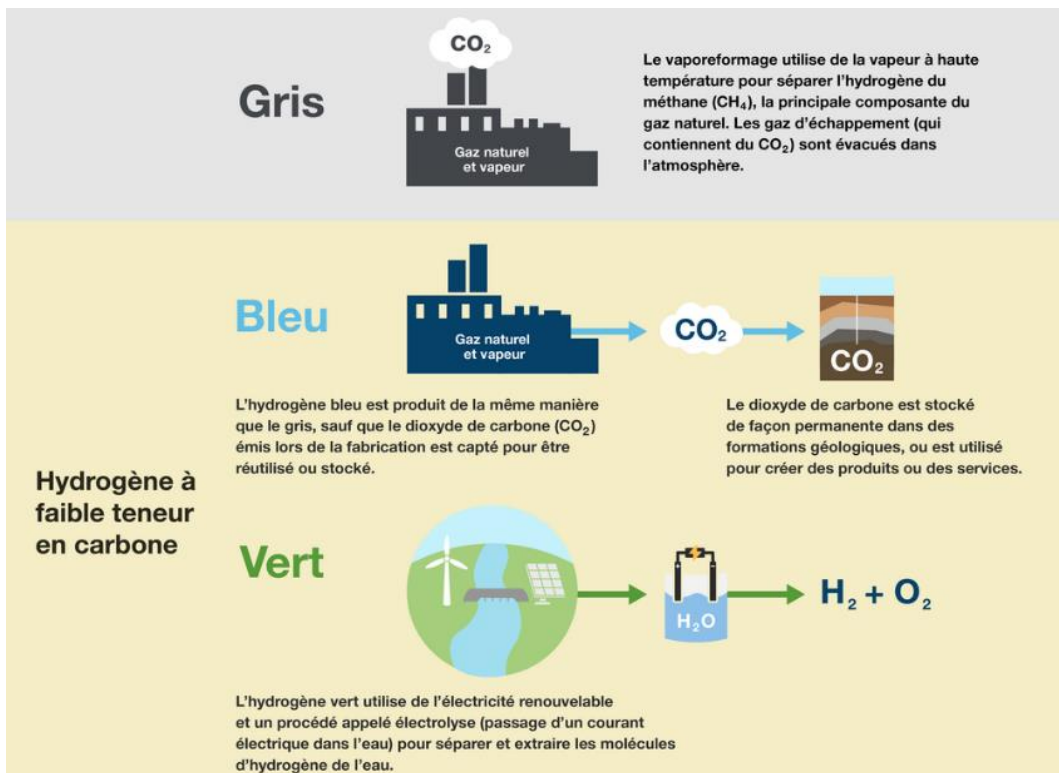 Gris
CO₂
Gaz naturel
et vapeur
Le vaporeformage utilise de la vapeur à haute
température pour séparer l'hydrogène du
méthane (CH₄), la principale composante du
gaz naturel. Les gaz d'échappement (qui
contiennent du CO₂) sont évacués dans
l'atmosphère.
Hydrogène à
faible teneur
en carbone
Bleu
Gaz naturel
et vapeur
CO₂
CO₂
L'hydrogène bleu est produit de la même manière
que le gris, sauf que le dioxyde de carbone (CO₂)
émis lors de la fabrication est capté pour être
réutilisé ou stocké.
Le dioxyde de carbone est stocké
de façon permanente dans des
formations géologiques, ou est utilisé
pour créer des produits ou des services.
Vert
H₂O
H₂ + O₂
L'hydrogène vert utilise de l'électricité renouvelable
et un procédé appelé électrolyse (passage d'un courant
électrique dans l'eau) pour séparer et extraire les molécules
d'hydrogène de l'eau.